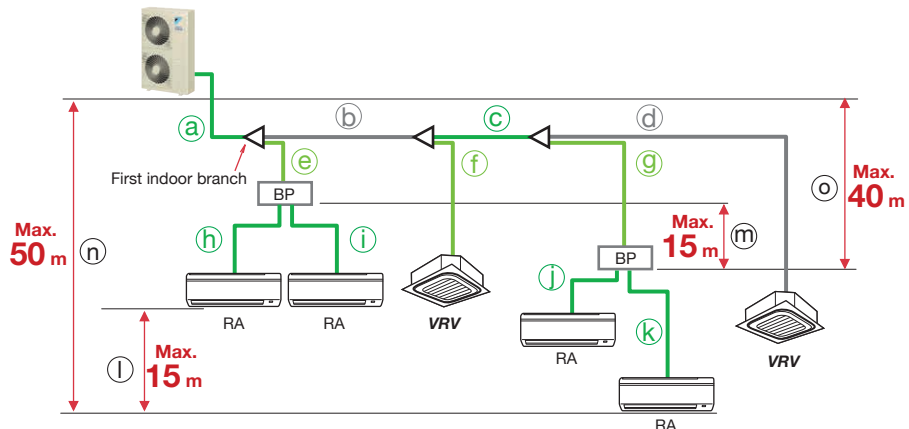 ⓐ
ⓑ
ⓒ
ⓓ
First indoor branch
ⓔ
ⓕ
ⓖ
ⓞ
Max.
40 m
BP
Max.
50 m
ⓝ
ⓗ
ⓘ
Max.
15 m
ⓜ
BP
RA
RA
VRV
ⓙ
RA
ⓚ
VRV
ⓛ
Max.
15 m
RA